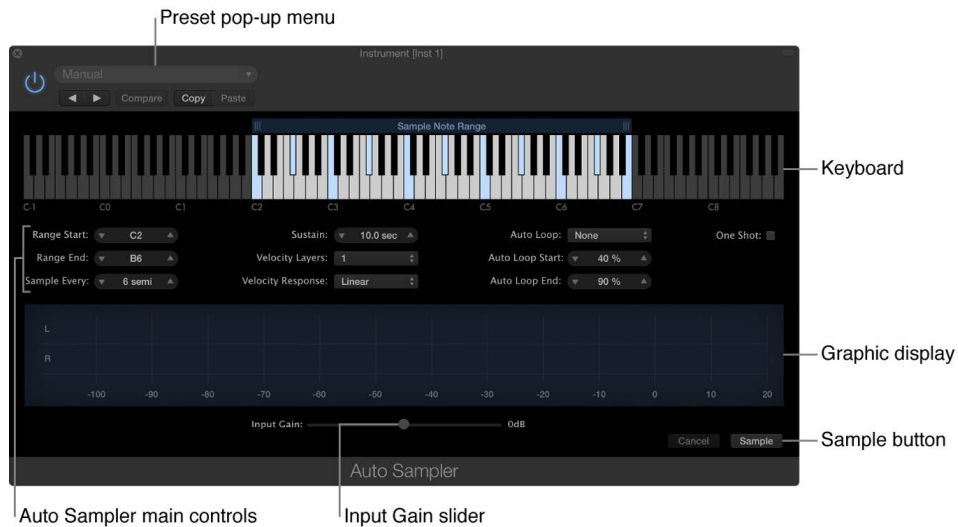 Preset pop-up menu
Instrument [Inst 1]
Manual
Compare Copy Paste
Sample Note Range
Keyboard
C-1 C0 C1 C2 C3 C4 C5 C6 C7 C8
Range Start: C2 Sustain: 10.0 sec Auto Loop: None One Shot:
Range End: B6 Velocity Layers: 1 Auto Loop Start: 40 %
Sample Every: 6 semi Velocity Response: Linear Auto Loop End: 90 %
L
R
Graphic display
-100 -90 -80 -70 -60 -50 -40 -30 -20 -10 0 10 20
Input Gain: 0dB
Cancel Sample
Sample button
Auto Sampler
Auto Sampler main controls
Input Gain slider